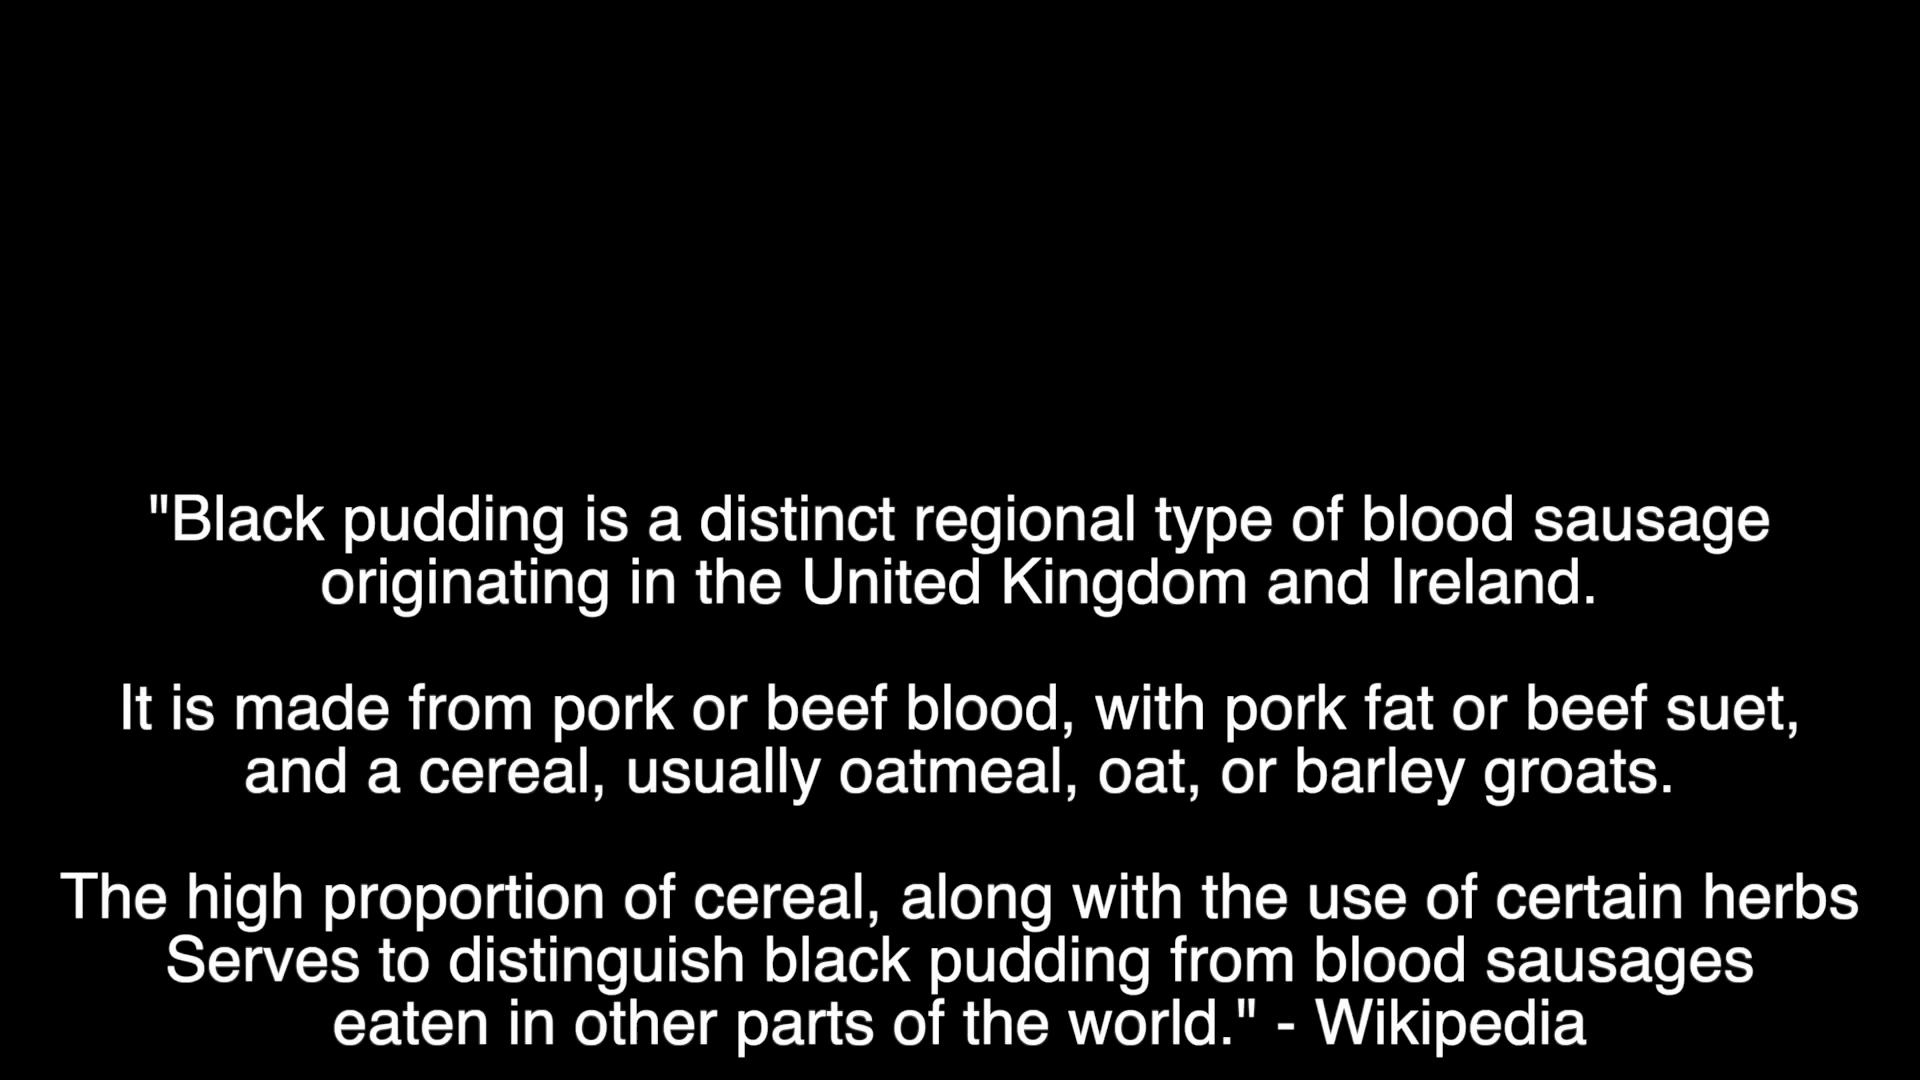 "Black pudding is a distinct regional type of blood sausage
originating in the United Kingdom and Ireland.
It is made from pork or beef blood, with pork fat or beef suet,
and a cereal, usually oatmeal, oat, or barley groats.
The high proportion of cereal, along with the use of certain herbs
Serves to distinguish black pudding from blood sausages
eaten in other parts of the world." - Wikipedia